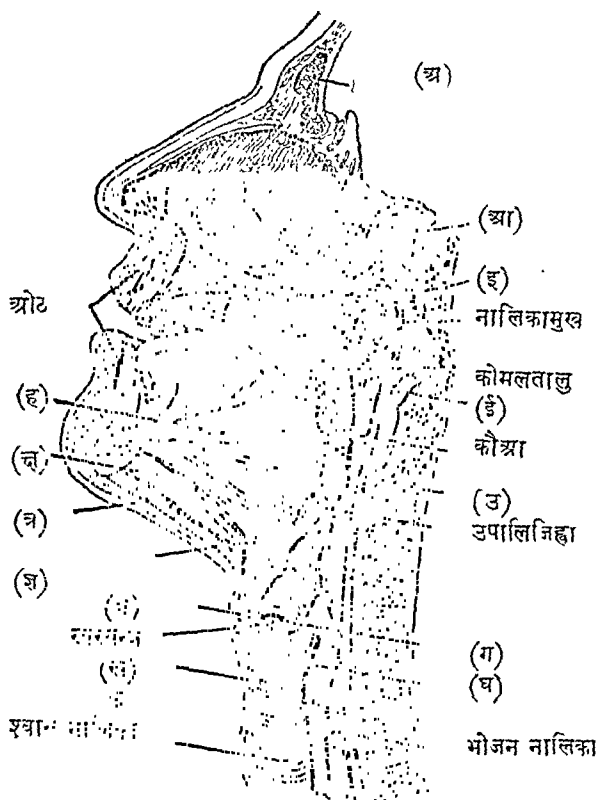 (अ)
(आ)
(इ)
ओठ
नालिकामुख
कोमलतालु
(ह)
(ई)
कौआ
(क्ष)
(उ)
(त्र)
उपालिजिह्वा
(ज्ञ)
(ग)
(ख)
(घ)
भोजन नालिका